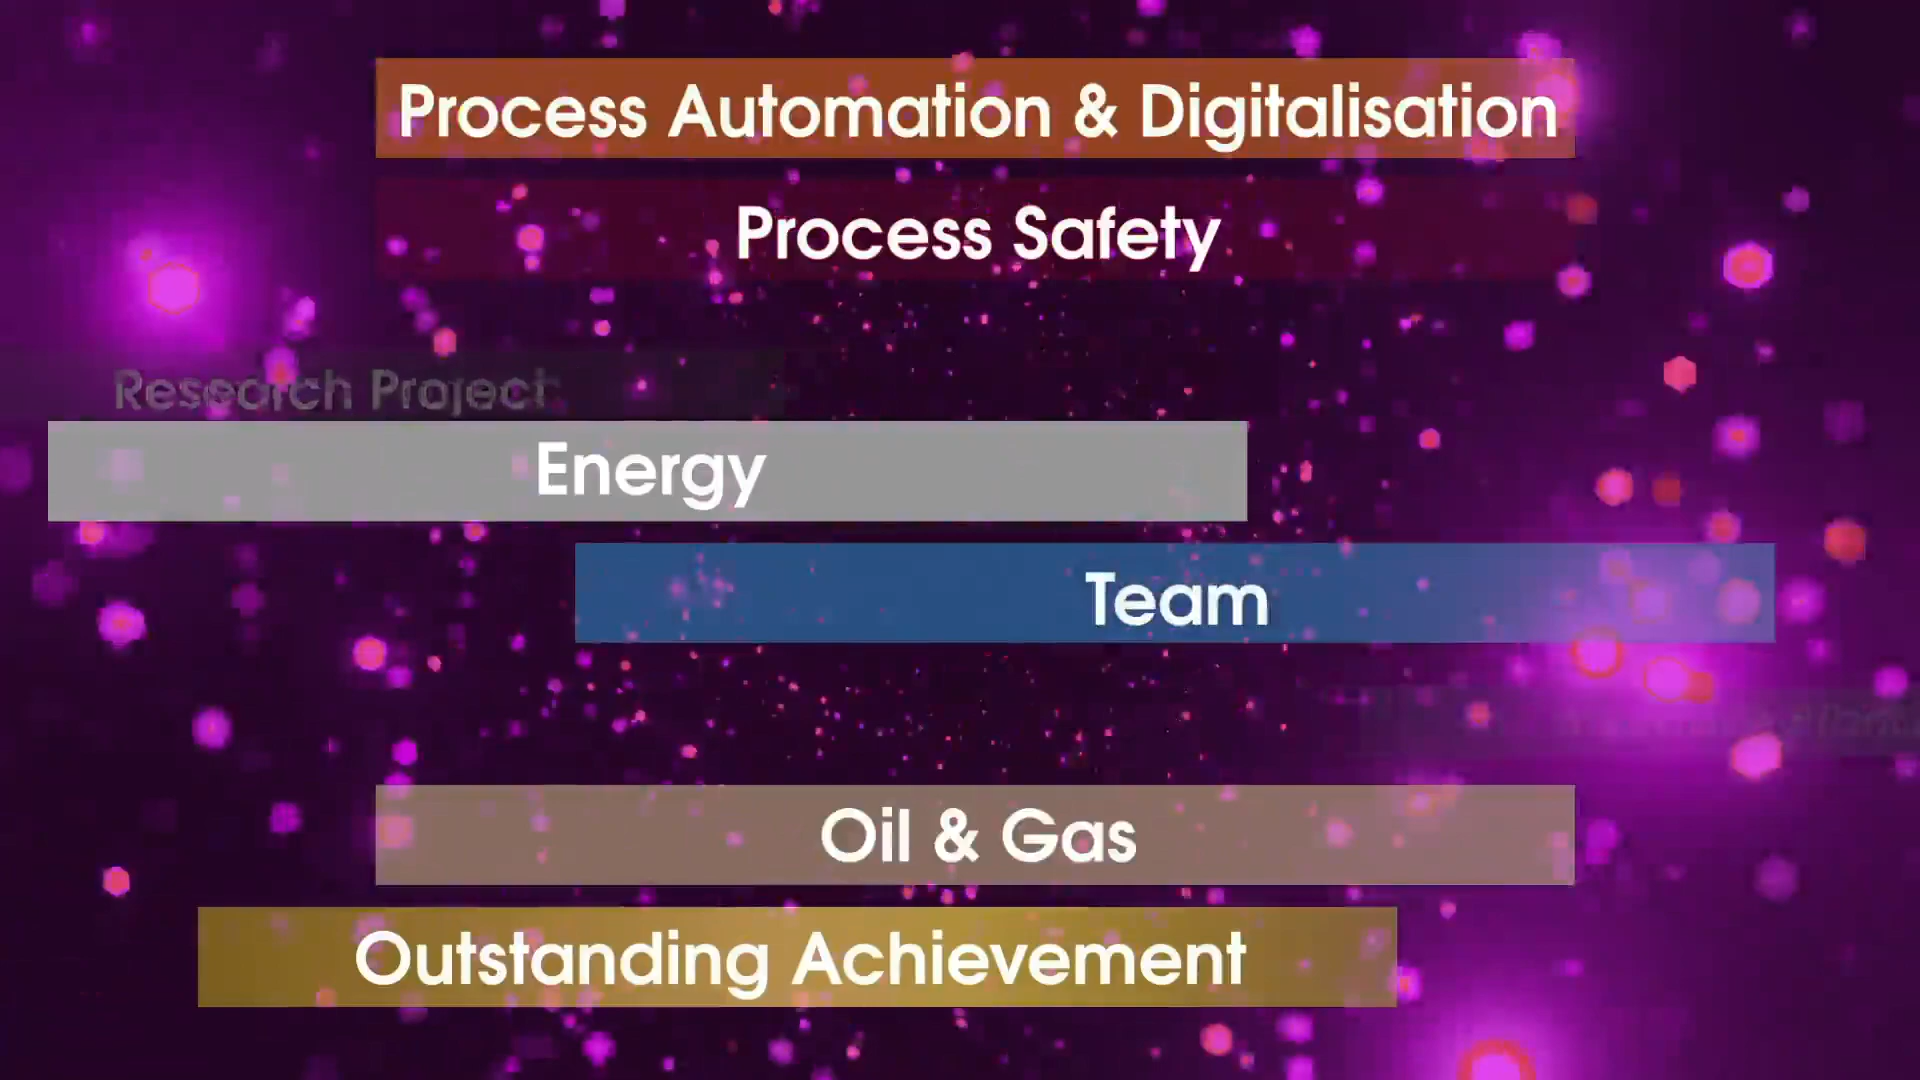 Process Automation & Digitalisation
Process Safety
Research Project
Energy
Team
Oil & Gas
Outstanding Achievement